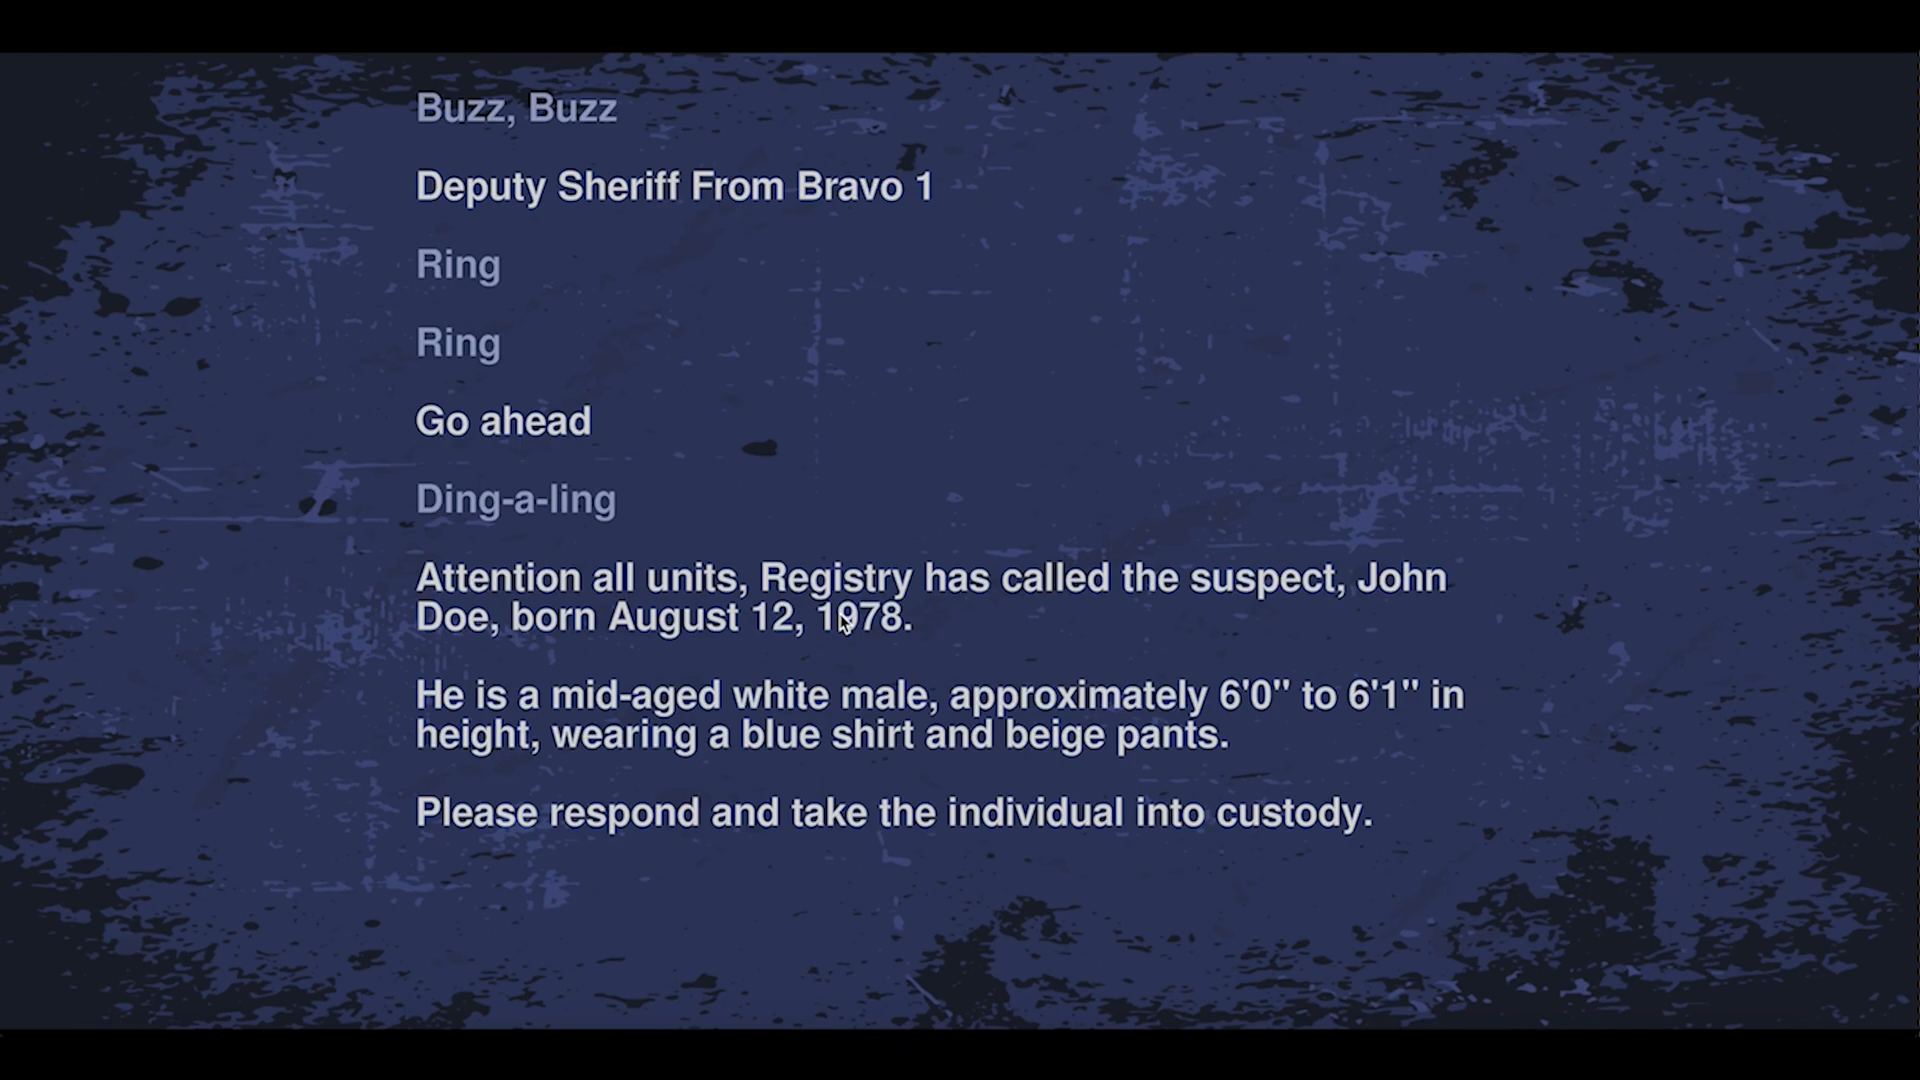 Buzz, Buzz
Deputy Sheriff From Bravo 1
Ring
Ring
Go ahead
Ding-a-ling
Attention all units, Registry has called the suspect, John
Doe, born August 12, 1978.
He is a mid-aged white male, approximately 6'0" to 6'1" in
height, wearing a blue shirt and beige pants.
Please respond and take the individual into custody.